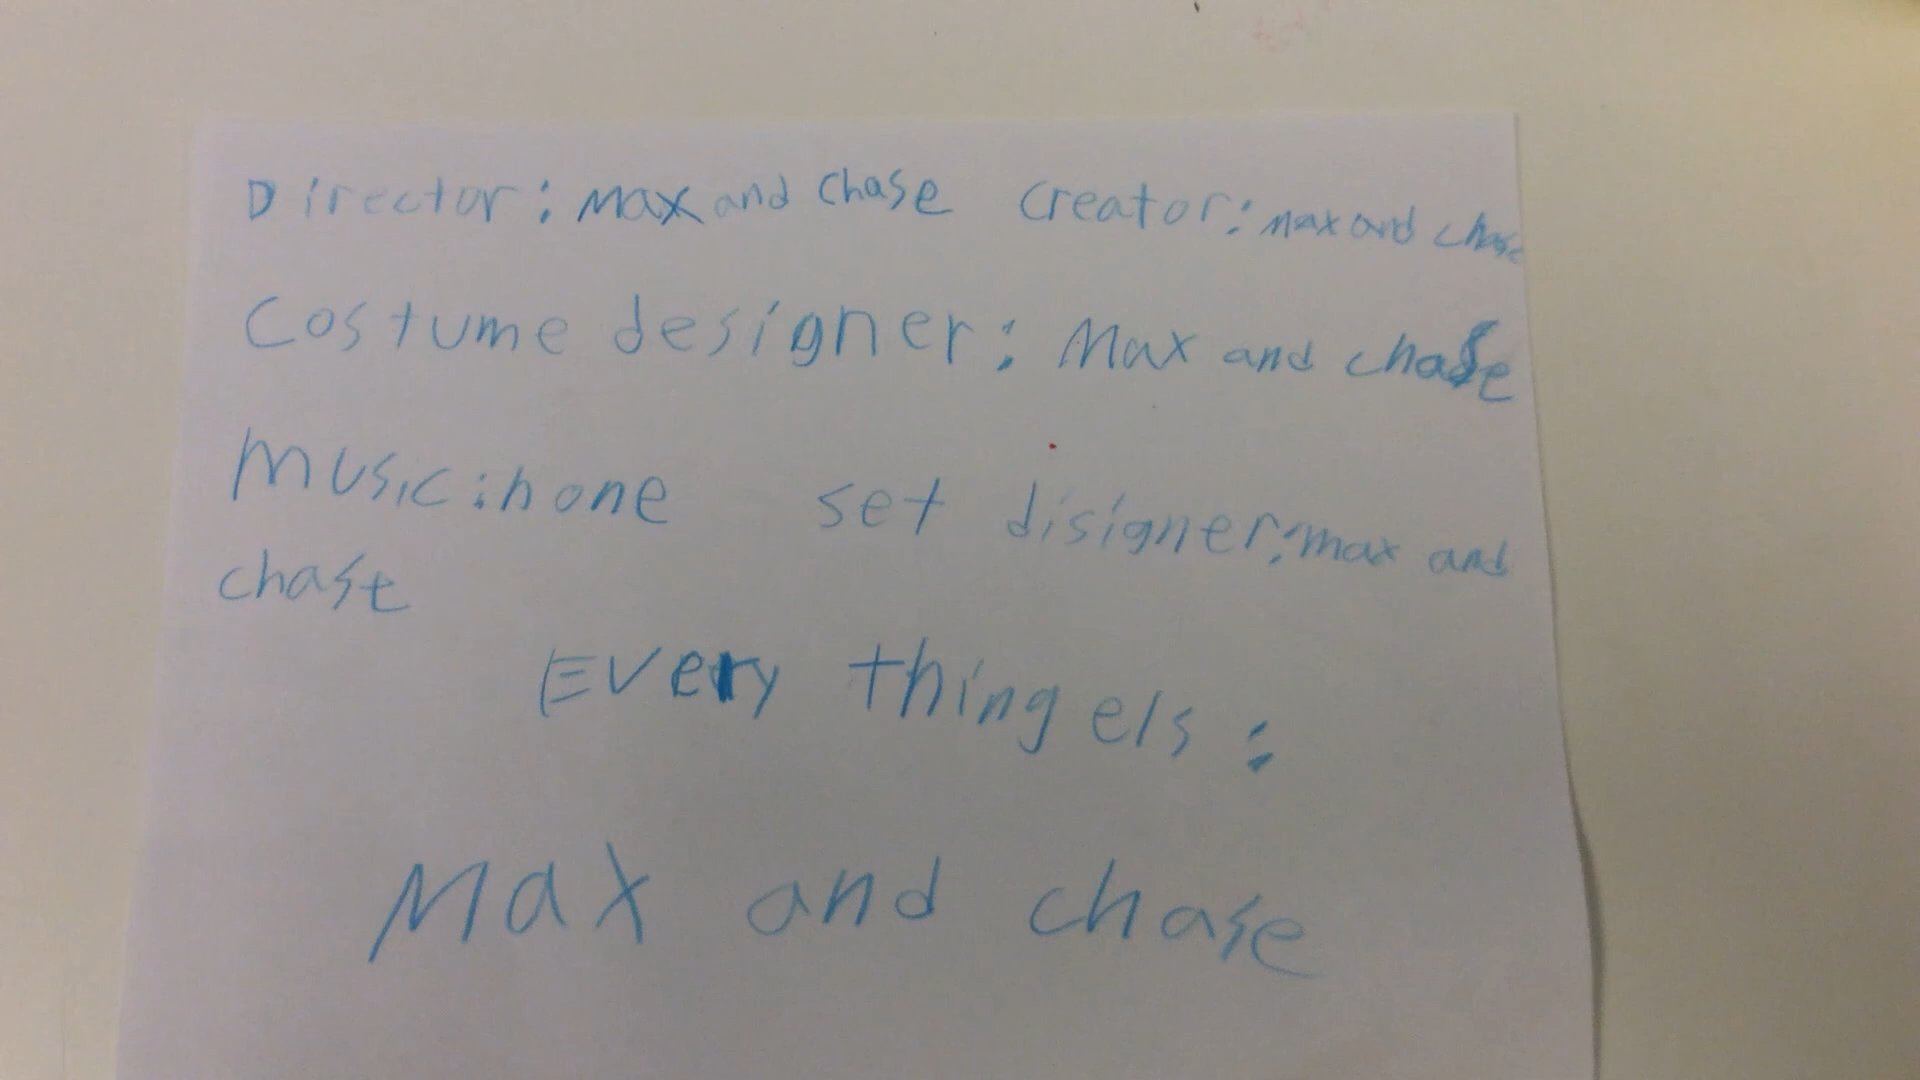 Director: Max and Chase Creator: max and chase
Costume designer: Max and chase
music: none set disigner: max and
chase
Every thing els:
Max and chase